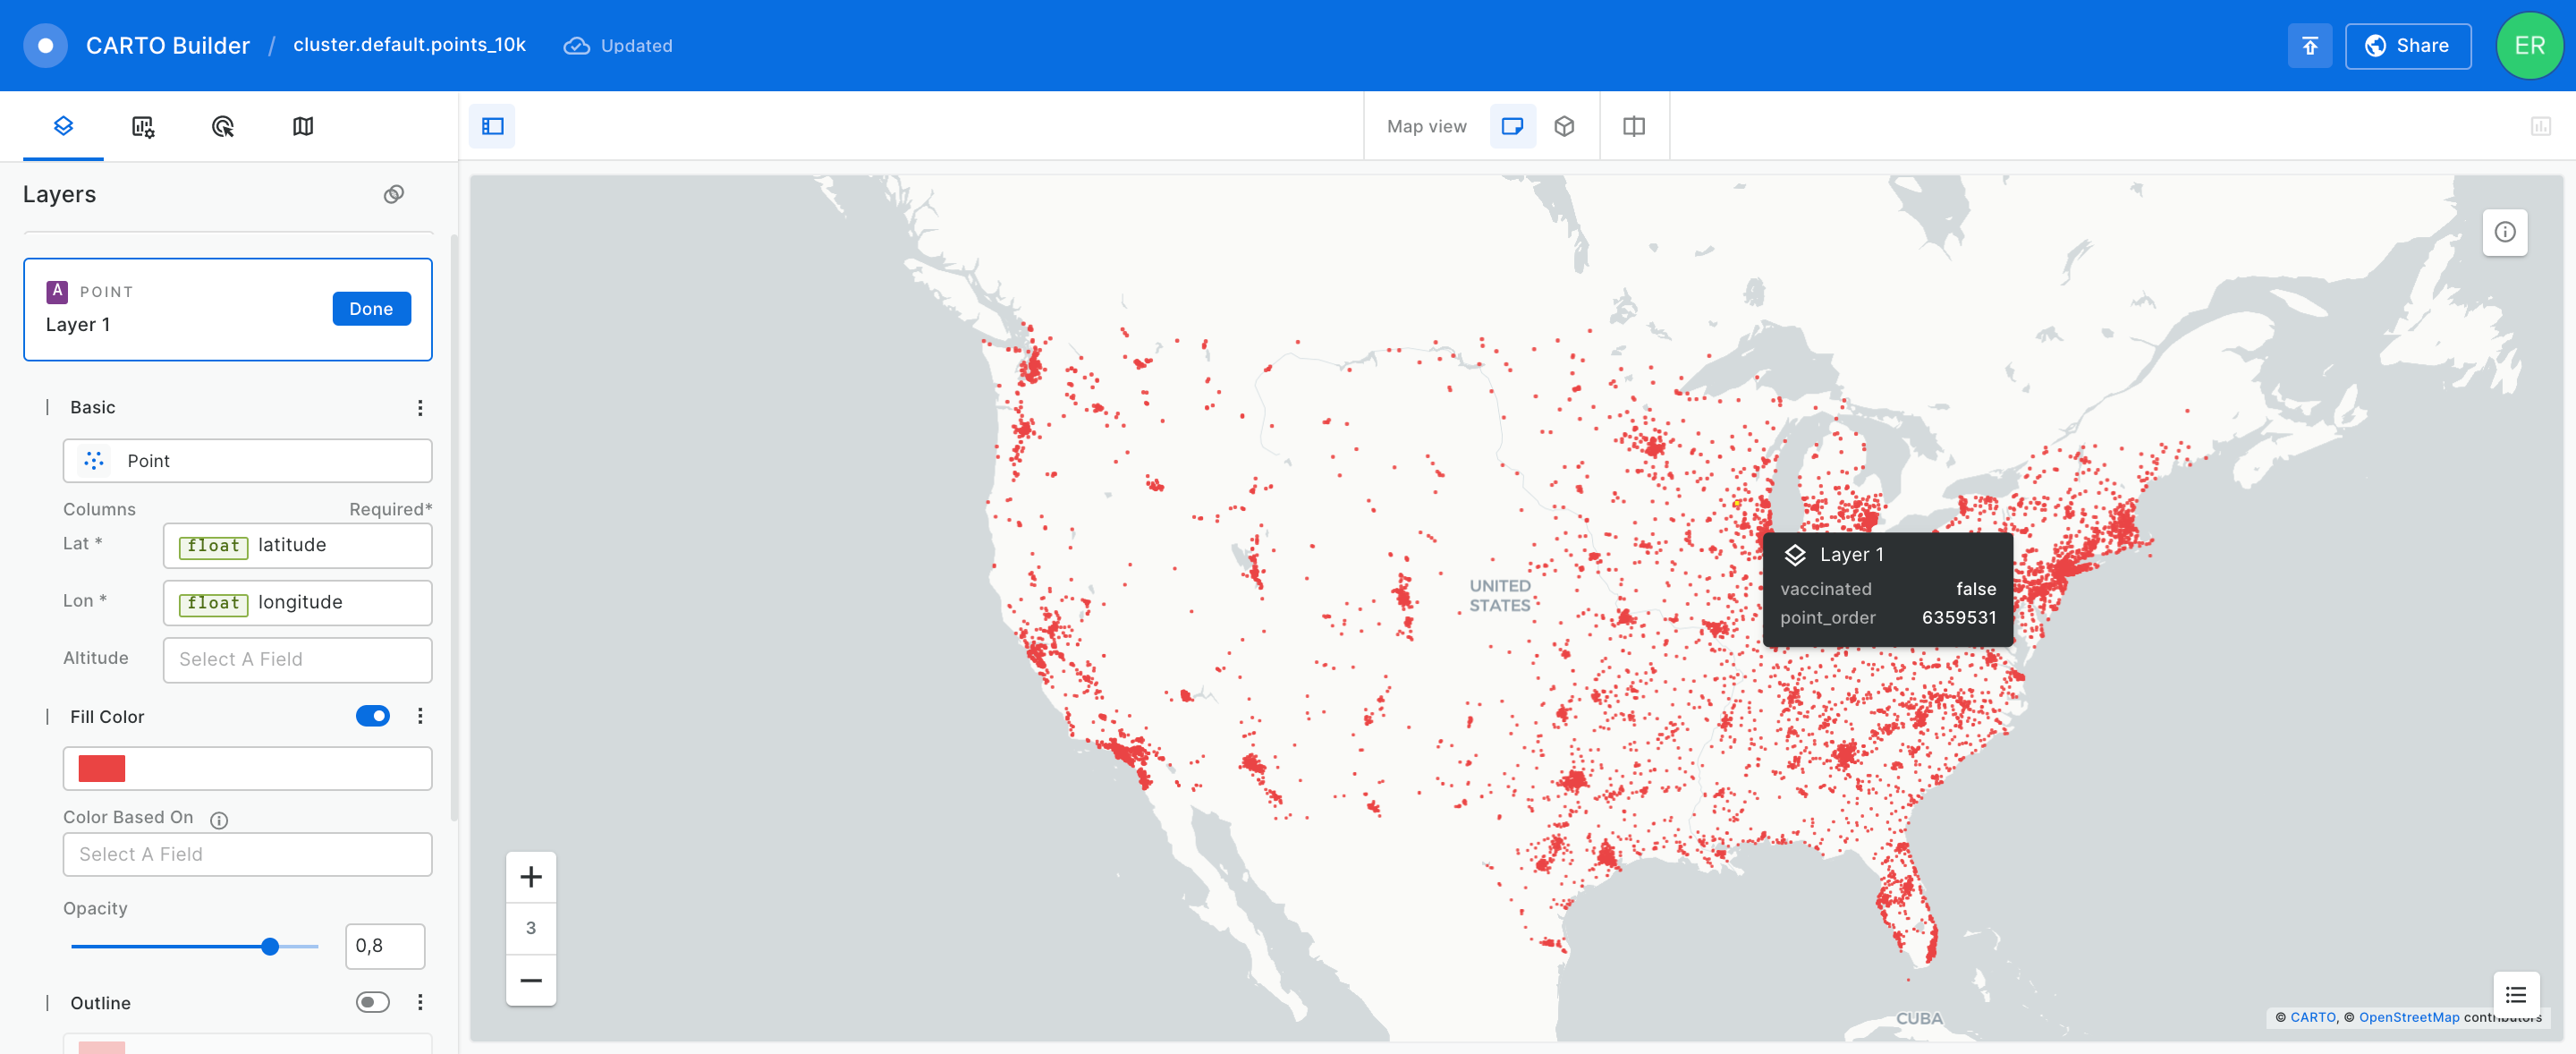 CARTO Builder / cluster.default.points_10k Updated
Share
ER
Map view
Layers
A POINT
Layer 1
Done
Basic
Point
Columns Required*
Lat * float latitude
Lon * float longitude
Altitude Select A Field
Fill Color
Color Based On
Select A Field
Opacity
0,8
Outline
3
UNITED
STATES
Layer 1
vaccinated false
point_order 6359531
CUBA
© CARTO, © OpenStreetMap contributors